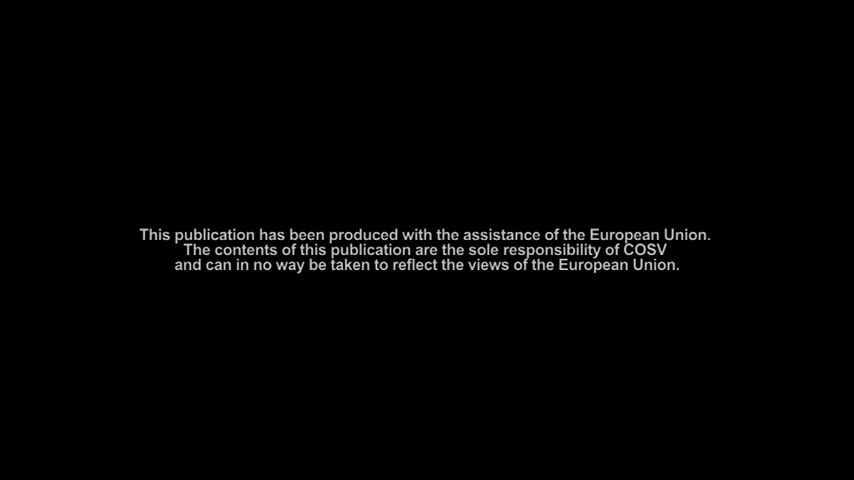 This publication has been produced with the assistance of the European Union.
The contents of this publication are the sole responsibility of COSV
and can in no way be taken to reflect the views of the European Union.